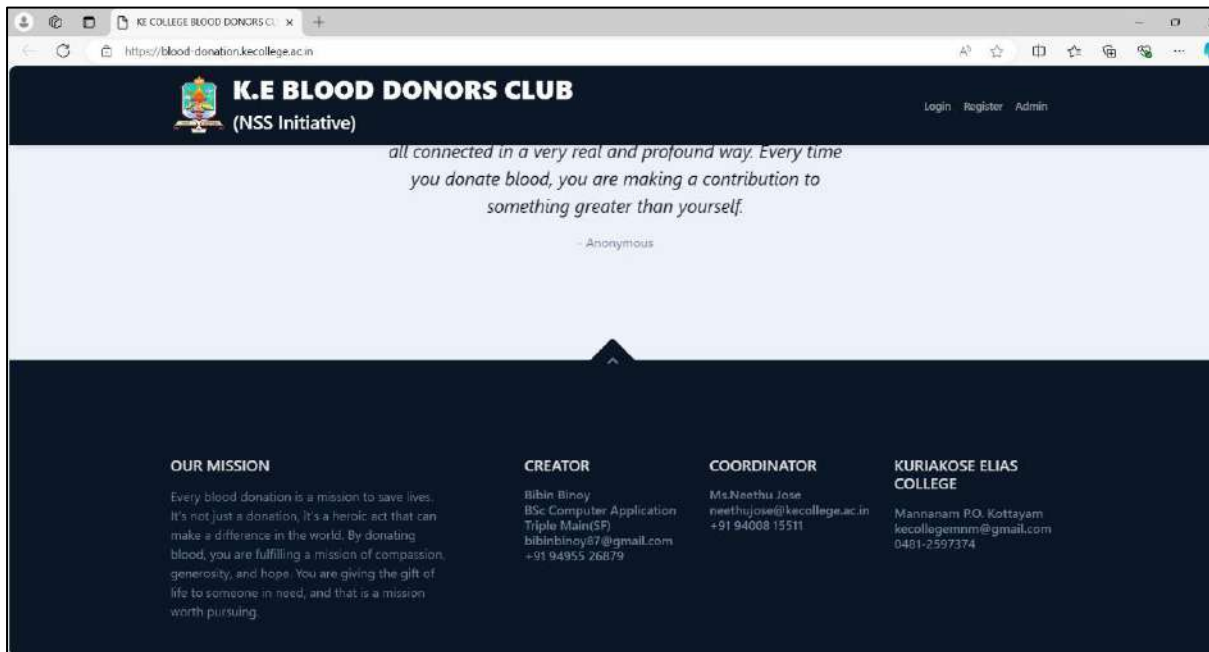 KE COLLEGE BLOOD DONORS CL
https://blood-donation.kecollege.ac.in
K.E BLOOD DONORS CLUB
(NSS Initiative)
Login Register Admin
all connected in a very real and profound way. Every time
you donate blood, you are making a contribution to
something greater than yourself.
- Anonymous
OUR MISSION
Every blood donation is a mission to save lives.
It's not just a donation, it's a heroic act that can
make a difference in the world. By donating
blood, you are fulfilling a mission of compassion,
generosity, and hope. You are giving the gift of
life to someone in need, and that is a mission
worth pursuing.
CREATOR
Bibin Binoy
BSc Computer Application
Triple Main(SF)
bibinbinoy87@gmail.com
+91 94955 26879
COORDINATOR
Ms.Neethu Jose
neethujose@kecollege.ac.in
+91 94008 15511
KURIAKOSE ELIAS
COLLEGE
Mannanam P.O. Kottayam
kecollegemnm@gmail.com
0481-2597374